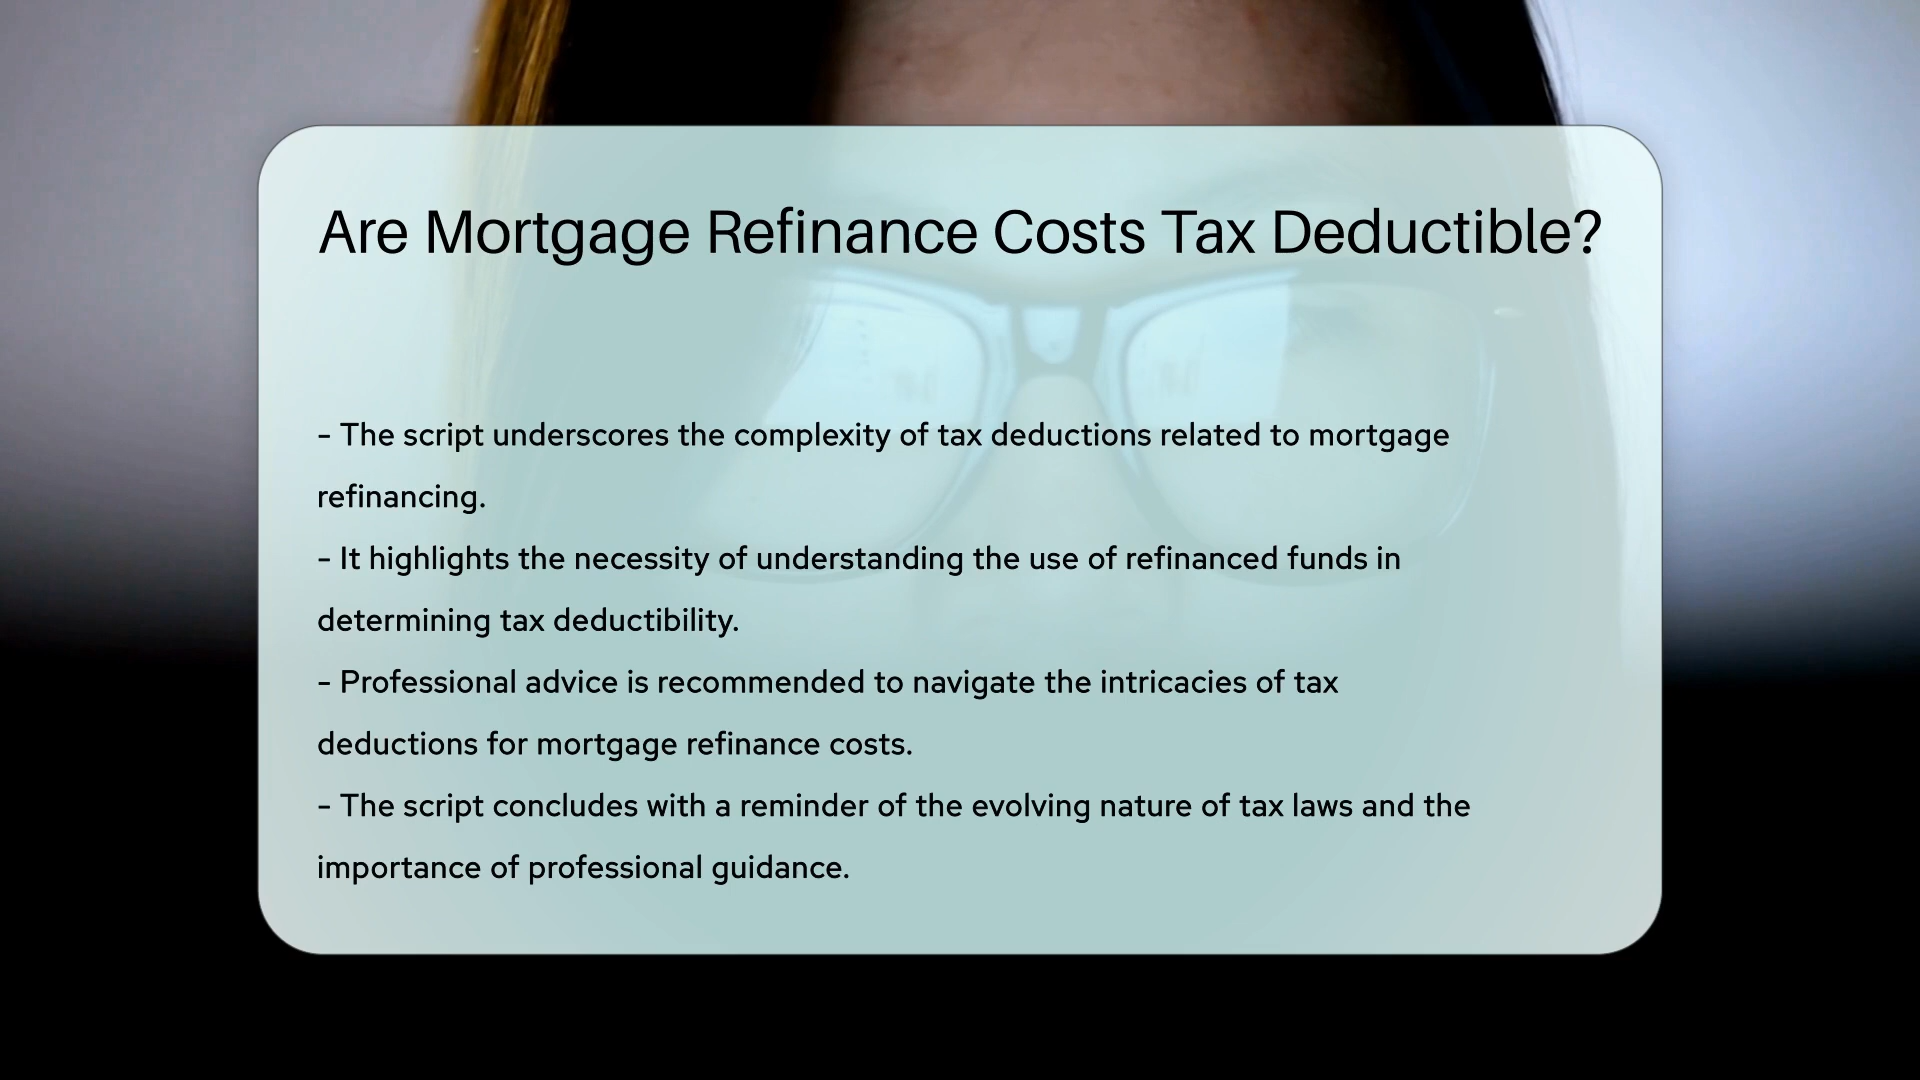 Are Mortgage Refinance Costs Tax Deductible?
– The script underscores the complexity of tax deductions related to mortgage
refinancing.
– It highlights the necessity of understanding the use of refinanced funds in
determining tax deductibility.
– Professional advice is recommended to navigate the intricacies of tax
deductions for mortgage refinance costs.
– The script concludes with a reminder of the evolving nature of tax laws and the
importance of professional guidance.